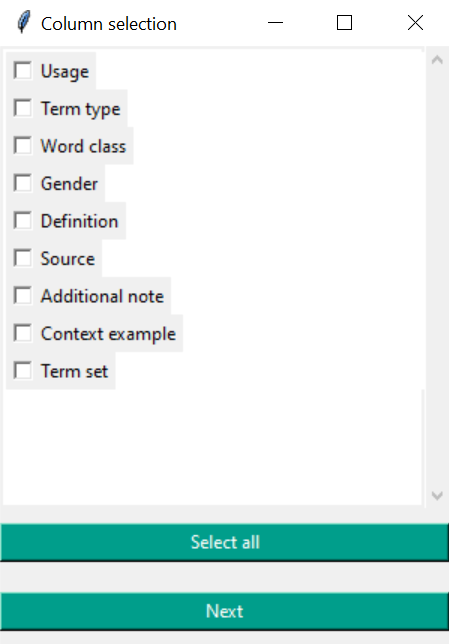 Column selection
Usage
Term type
Word class
Gender
Definition
Source
Additional note
Context example
Term set
Select all
Next